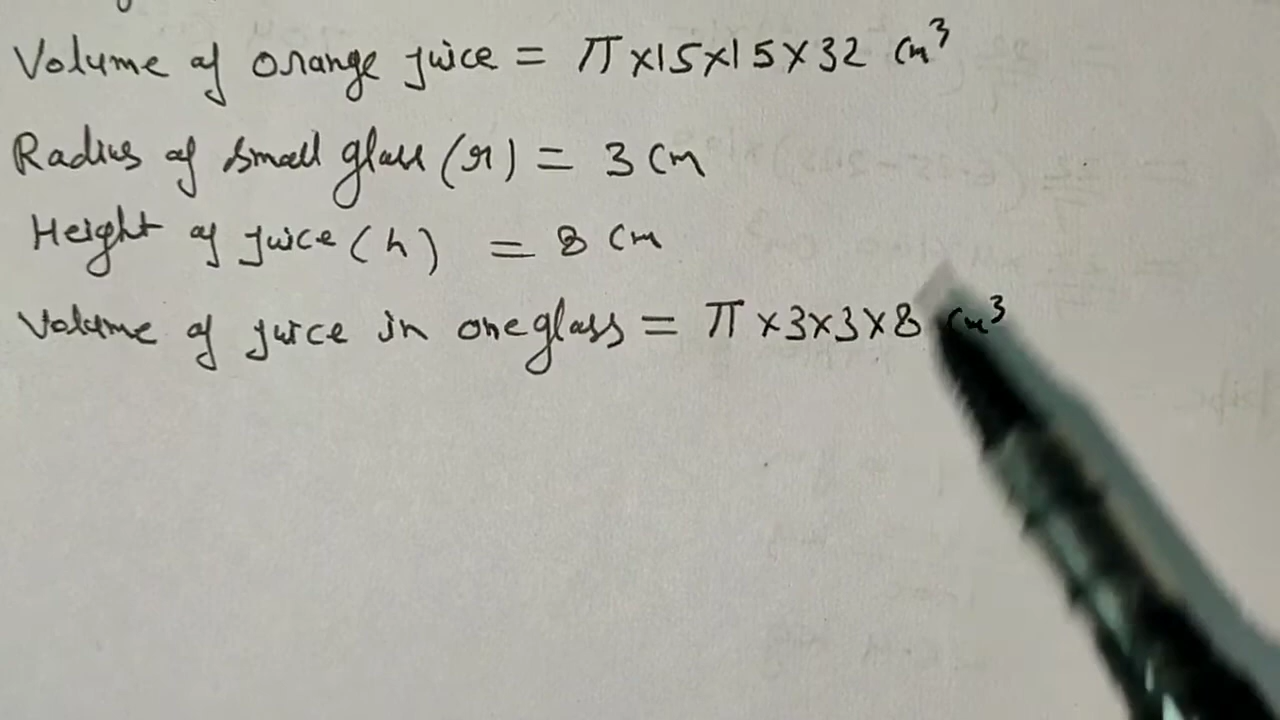 Volume of orange juice = π×15×15×32 cm³
Radius of small glass (r) = 3 cm
Height of juice (h) = 8 cm
Volume of juice in one glass = π×3×3×8 cm³